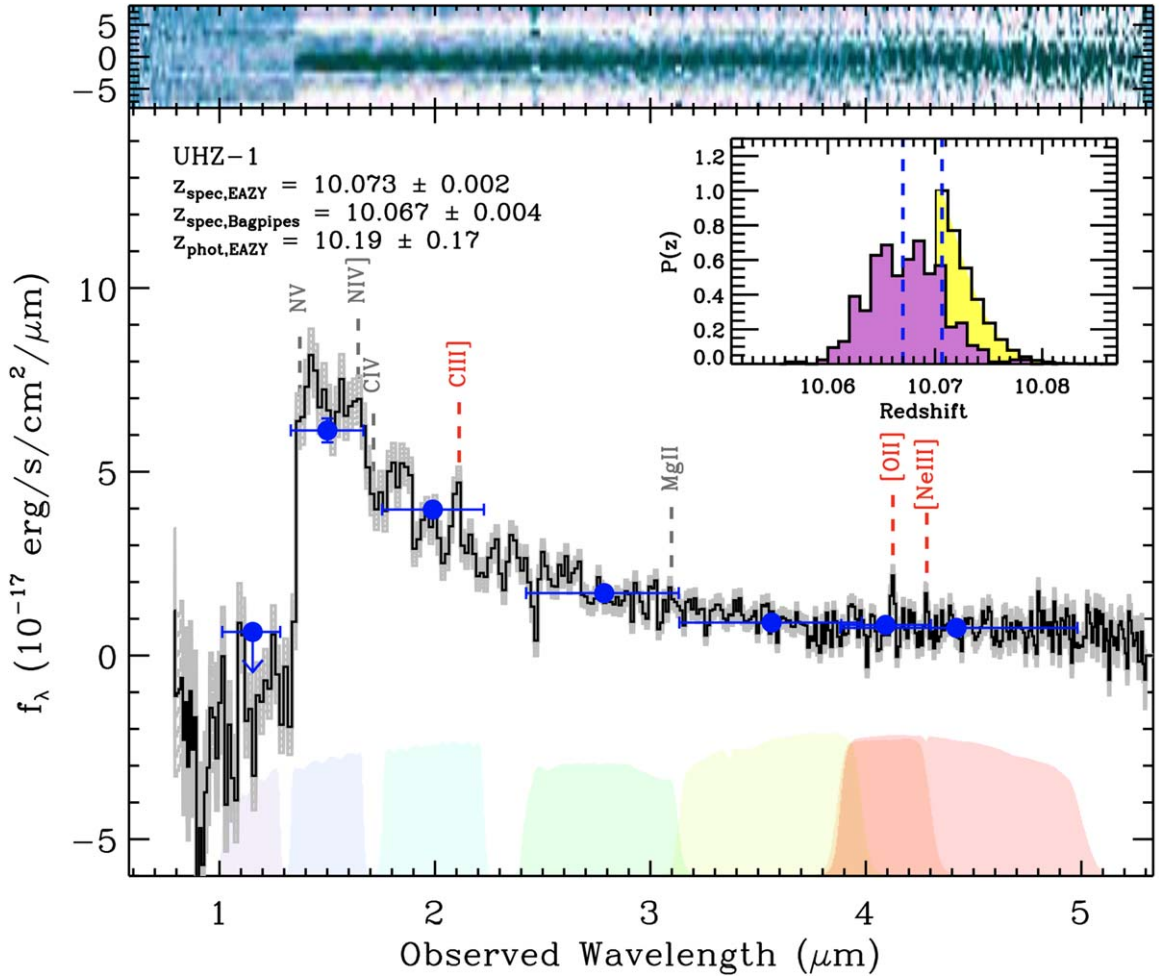 5
0
−5
UHZ−1
z_spec,EAZY = 10.073 ± 0.002
z_spec,Bagpipes = 10.067 ± 0.004
z_phot,EAZY = 10.19 ± 0.17
NV
NIV]
CIV
CIII]
MgII
[OII]
[NeIII]
P(z)
1.2
1.0
0.8
0.6
0.4
0.2
0.0
10.06 10.07 10.08
Redshift
f_λ (10⁻¹⁷ erg/s/cm²/μm)
10
5
0
−5
1 2 3 4 5
Observed Wavelength (μm)